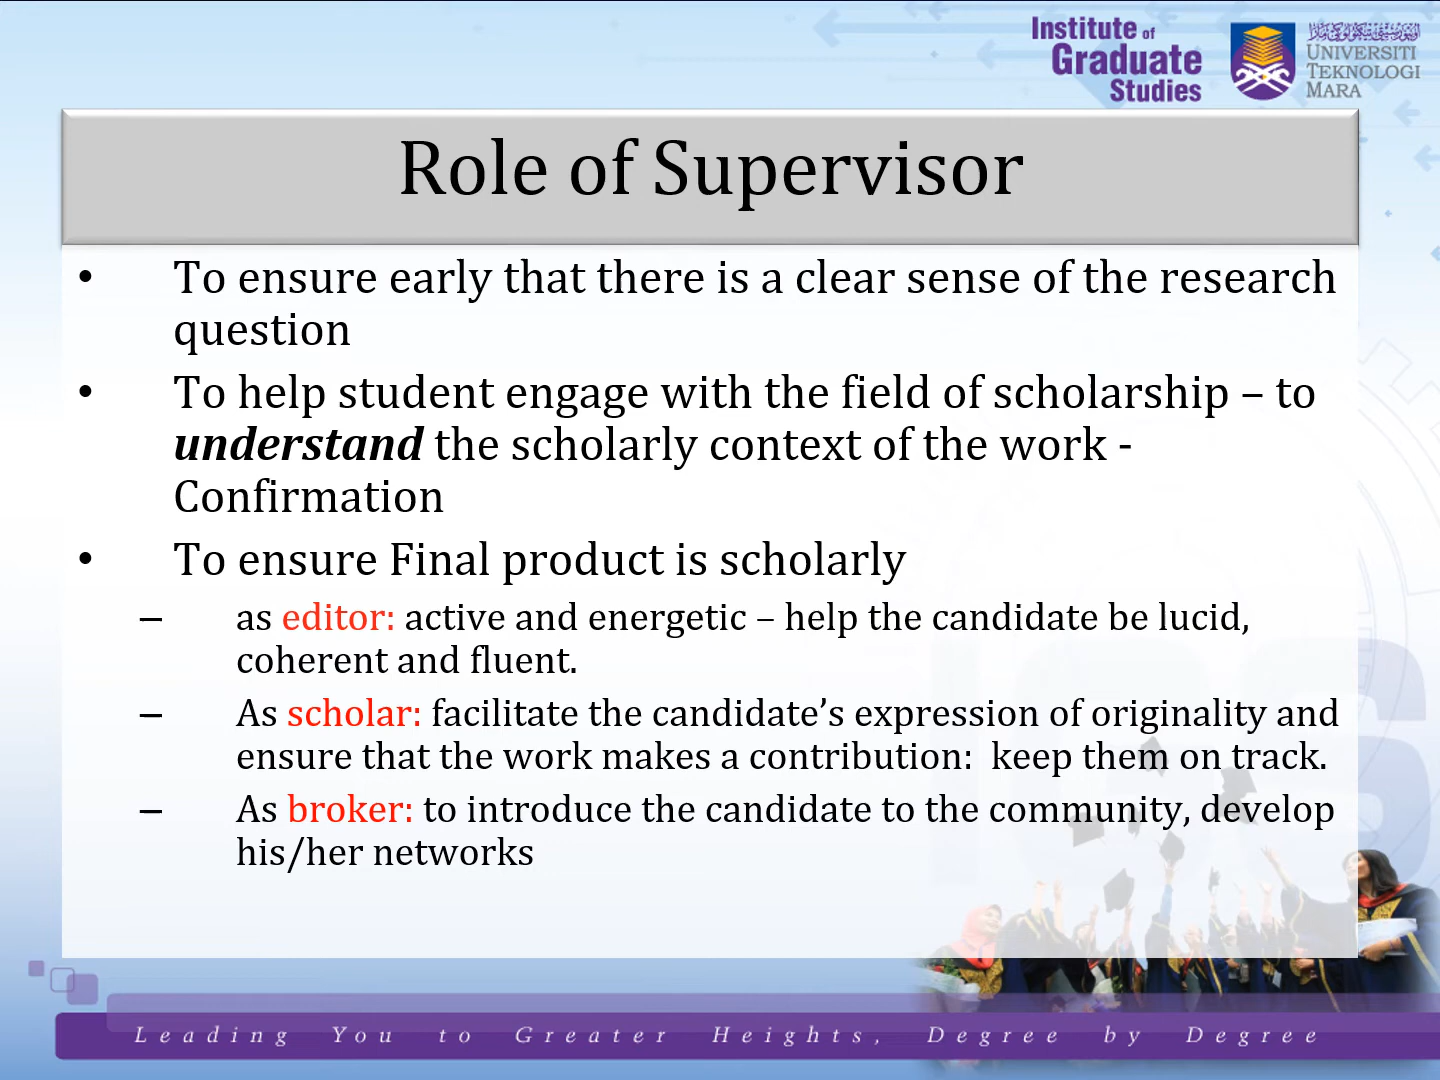 Institute of
Graduate
Studies
UNIVERSITI
TEKNOLOGI
MARA
Role of Supervisor
• To ensure early that there is a clear sense of the research
question
• To help student engage with the field of scholarship – to
understand the scholarly context of the work -
Confirmation
• To ensure Final product is scholarly
– as editor: active and energetic – help the candidate be lucid,
coherent and fluent.
– As scholar: facilitate the candidate’s expression of originality and
ensure that the work makes a contribution:  keep them on track.
– As broker: to introduce the candidate to the community, develop
his/her networks
Leading You to Greater Heights, Degree by Degree